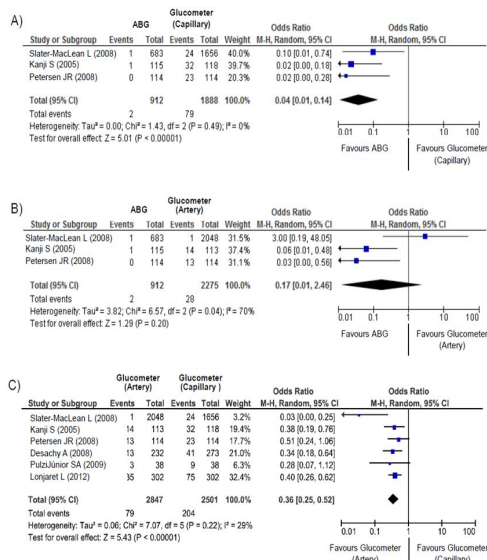 A)
Glucometer
ABG (Capillary) Odds Ratio Odds Ratio
Study or Subgroup Events Total Events Total Weight M-H, Random, 95% CI M-H, Random, 95% CI
Slater-MacLean L (2008) 1 683 24 1656 40.0% 0.10 [0.01, 0.74]
Kanji S (2005) 1 115 32 118 39.7% 0.02 [0.00, 0.18]
Petersen JR (2008) 0 114 23 114 20.3% 0.02 [0.00, 0.28]
Total (95% CI) 912 1888 100.0% 0.04 [0.01, 0.14]
Total events 2 79
Heterogeneity: Tau² = 0.00; Chi² = 1.43, df = 2 (P = 0.49); I² = 0%
Test for overall effect: Z = 5.01 (P < 0.00001)
0.01 0.1 1 10 100
Favours ABG Favours Glucometer
(Capillary)
B)
Glucometer
ABG (Artery) Odds Ratio Odds Ratio
Study or Subgroup Events Total Events Total Weight M-H, Random, 95% CI M-H, Random, 95% CI
Slater-MacLean L (2008) 1 683 1 2048 31.5% 3.00 [0.19, 48.05]
Kanji S (2005) 1 115 14 113 37.4% 0.06 [0.01, 0.48]
Petersen JR (2008) 0 114 13 114 31.1% 0.03 [0.00, 0.56]
Total (95% CI) 912 2275 100.0% 0.17 [0.01, 2.46]
Total events 2 28
Heterogeneity: Tau² = 3.82; Chi² = 6.57, df = 2 (P = 0.04); I² = 70%
Test for overall effect: Z = 1.29 (P = 0.20)
0.01 0.1 1 10 100
Favours ABG Favours Glucometer
(Artery)
C)
Glucometer Glucometer
(Artery) (Capillary) Odds Ratio Odds Ratio
Study or Subgroup Events Total Events Total Weight M-H, Random, 95% CI M-H, Random, 95% CI
Slater-MacLean L (2008) 1 2048 24 1656 3.2% 0.03 [0.00, 0.25]
Kanji S (2005) 14 113 32 118 19.6% 0.38 [0.19, 0.76]
Petersen JR (2008) 13 114 23 114 17.7% 0.51 [0.24, 1.06]
Desachy A (2008) 13 232 41 273 21.8% 0.34 [0.18, 0.64]
PulziJúnior SA (2009) 3 38 9 38 6.5% 0.28 [0.07, 1.12]
Lonjaret L (2012) 35 302 75 302 0.40 [0.26, 0.62]
Total (95% CI) 2847 2501 100.0% 0.36 [0.25, 0.52]
Total events 79 204
Heterogeneity: Tau² = 0.06; Chi² = 7.07, df = 5 (P = 0.22); I² = 29%
Test for overall effect: Z = 5.43 (P < 0.00001)
0.01 0.1 1 10 100
Favours Glucometer Favours Glucometer
(Artery) (Capillary)